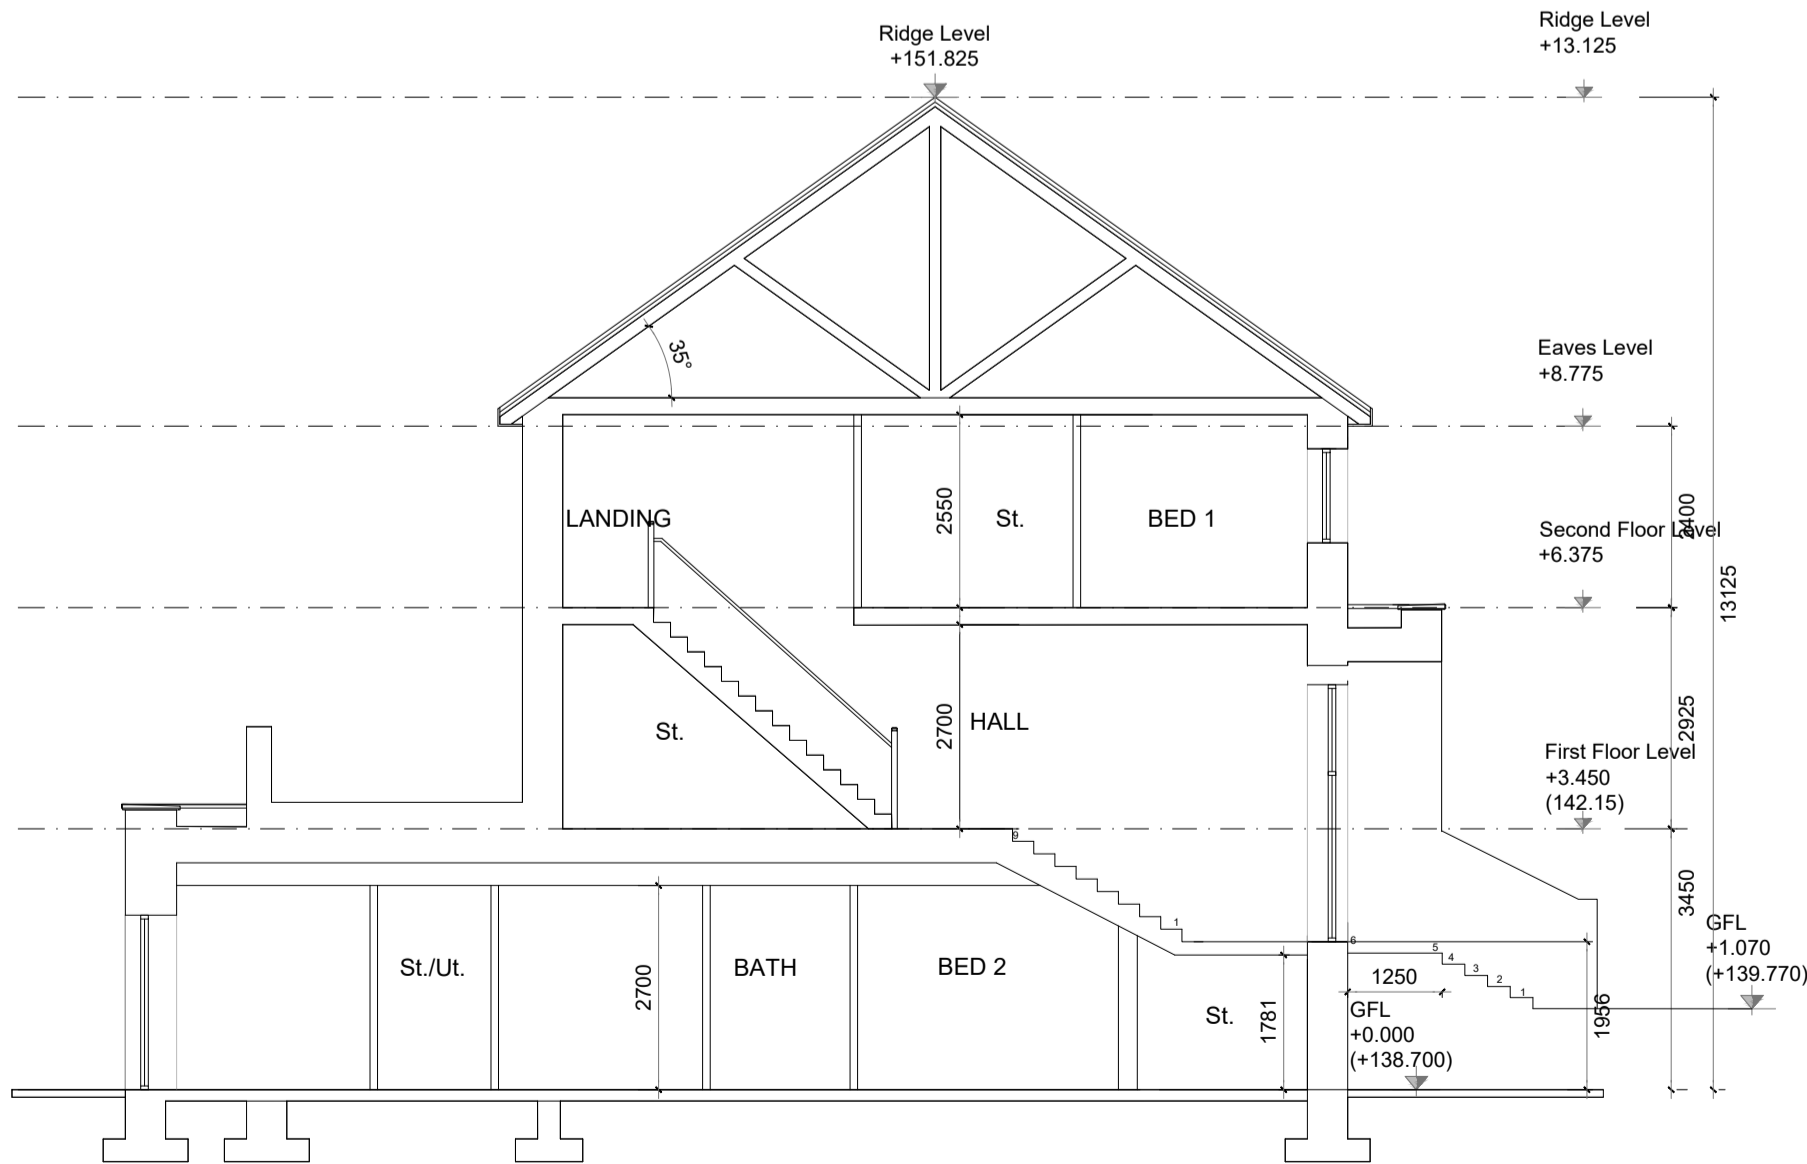 Ridge Level
+151.825
Ridge Level
+13.125
35°
Eaves Level
+8.775
LANDING
2550
St.
BED 1
2400
Second Floor Level
+6.375
13125
St.
2700
HALL
2925
First Floor Level
+3.450
(142.15)
9
1
3450
St./Ut.
2700
BATH
BED 2
St.
1781
6
5
4
3
2
1
1250
GFL
+0.000
(+138.700)
1956
GFL
+1.070
(+139.770)